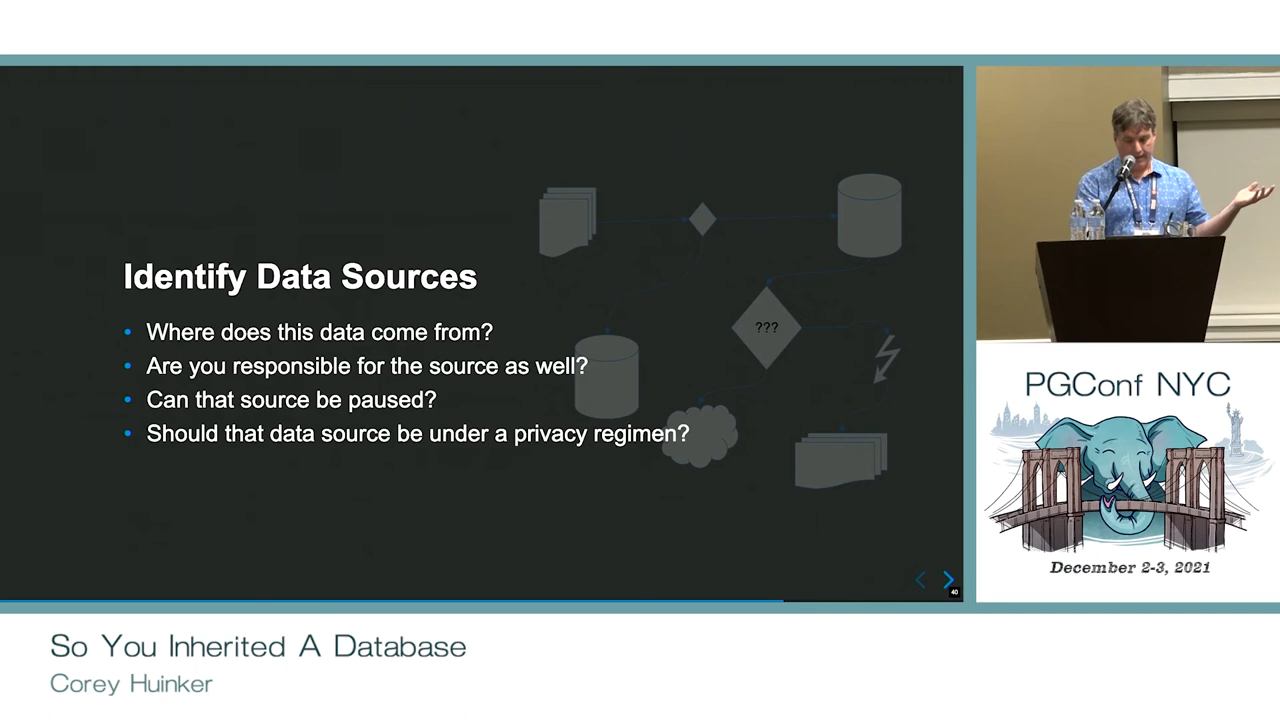 Identify Data Sources
• Where does this data come from?
• Are you responsible for the source as well?
• Can that source be paused?
• Should that data source be under a privacy regimen?
???
40
PGConf NYC
December 2-3, 2021
So You Inherited A Database
Corey Huinker